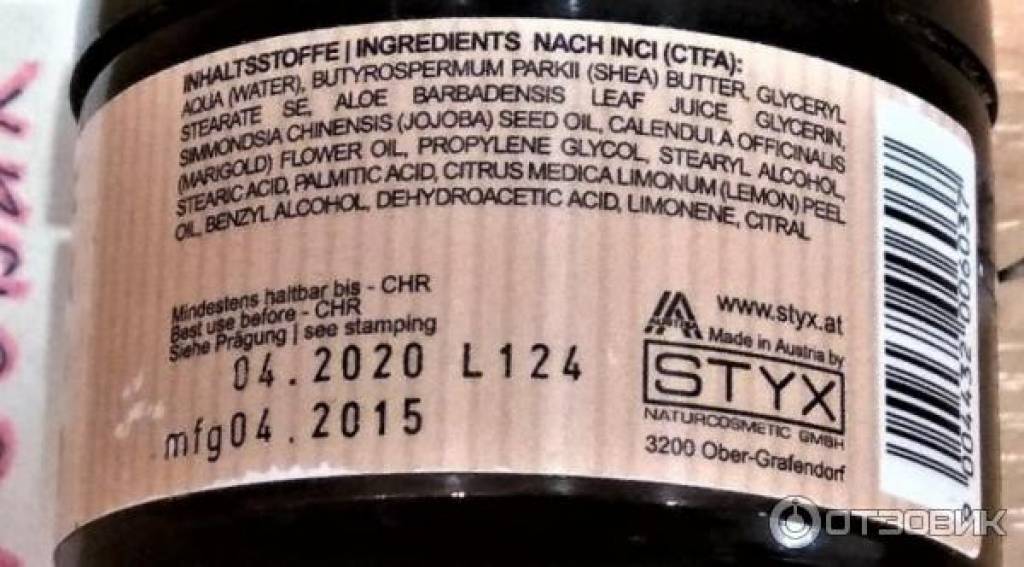 INHALTSSTOFFE | INGREDIENTS NACH INCI (CTFA):
AQUA (WATER), BUTYROSPERMUM PARKII (SHEA) BUTTER, GLYCERYL
STEARATE SE, ALOE BARBADENSIS LEAF JUICE, GLYCERIN,
SIMMONDSIA CHINENSIS (JOJOBA) SEED OIL, CALENDULA OFFICINALIS
(MARIGOLD) FLOWER OIL, PROPYLENE GLYCOL, STEARYL ALCOHOL,
STEARIC ACID, PALMITIC ACID, CITRUS MEDICA LIMONUM (LEMON) PEEL
OIL, BENZYL ALCOHOL, DEHYDROACETIC ACID, LIMONENE, CITRAL
Mindestens haltbar bis - CHR
Best use before - CHR
Siehe Prägung | see stamping
04.2020 L124
mfg04.2015
www.styx.at
Made in Austria by
STYX
NATURCOSMETIC GMBH
3200 Ober-Grafendorf
9 004432 006037
ОТЗОВИК